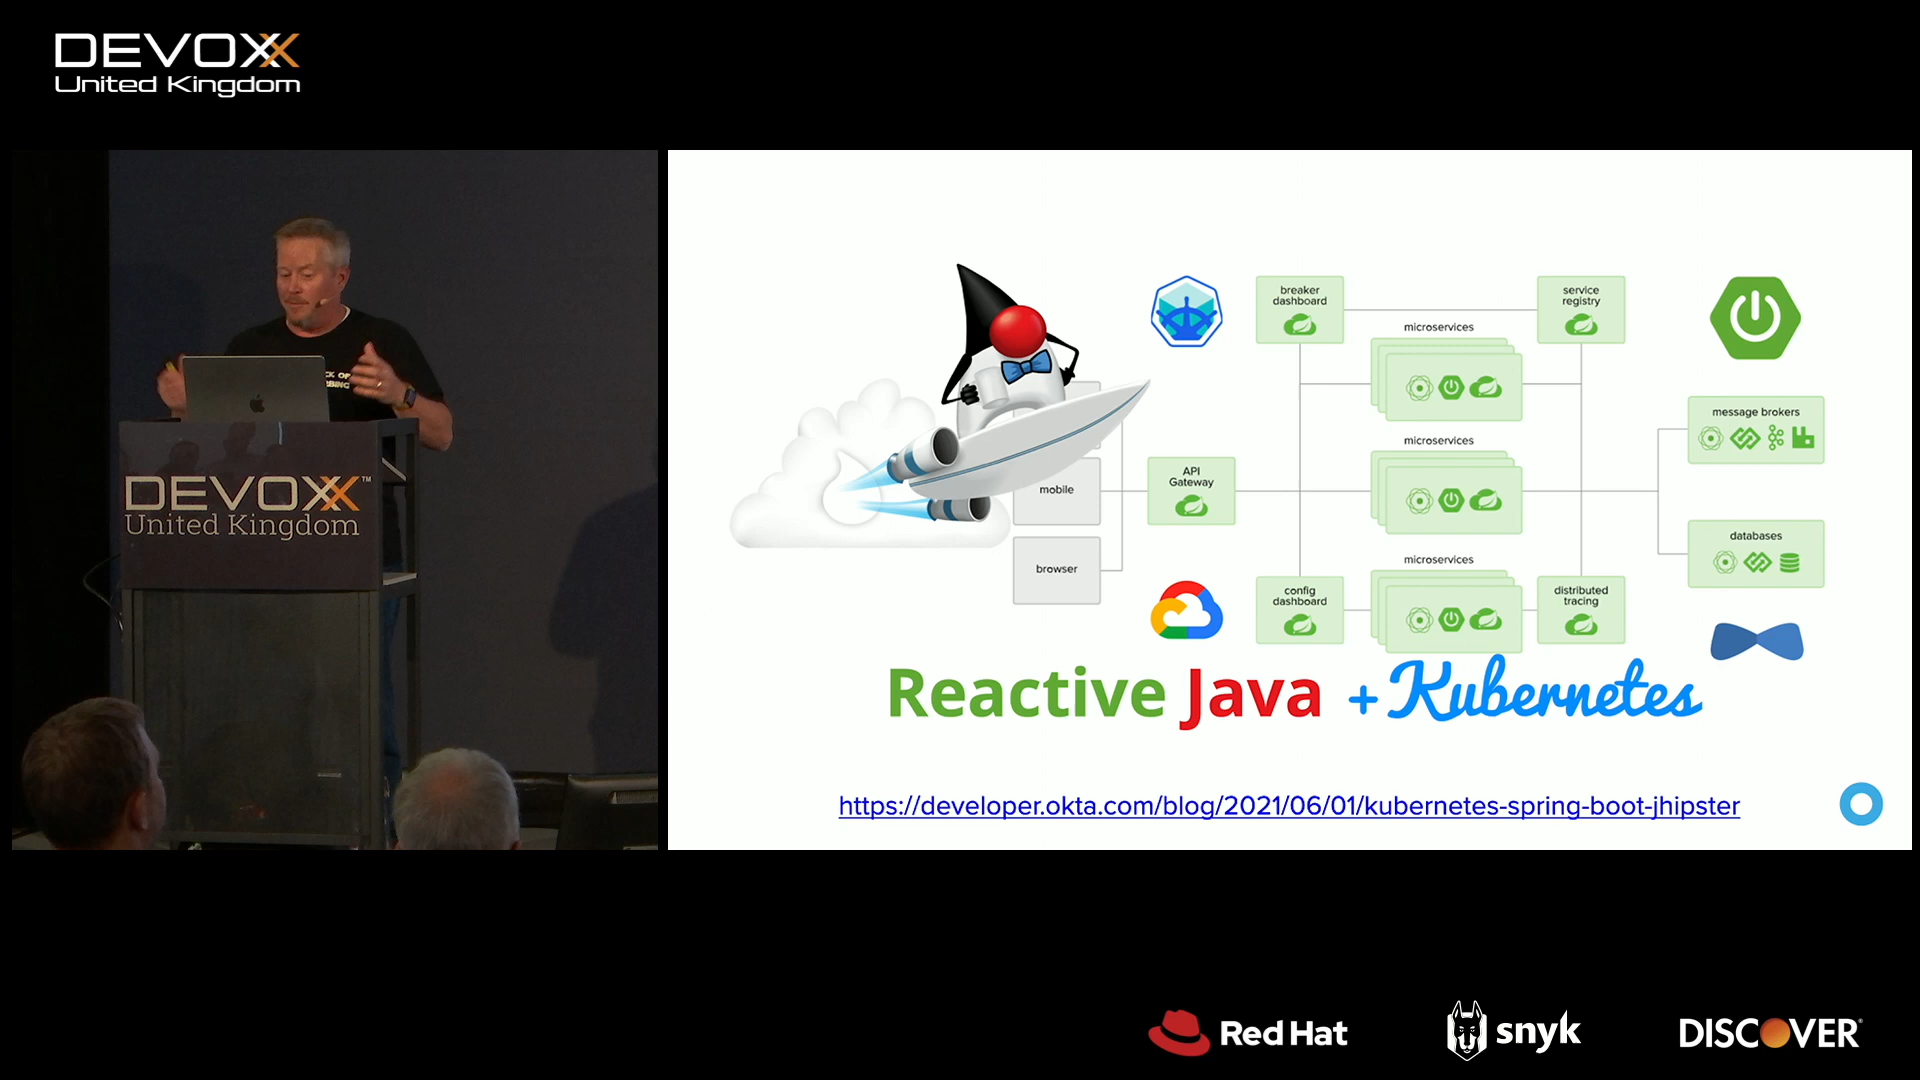 DEVOXX
United Kingdom
DEVOXX™
United Kingdom
breaker
dashboard
service
registry
microservices
message brokers
microservices
API
Gateway
mobile
databases
microservices
browser
config
dashboard
distributed
tracing
Reactive Java + Kubernetes
https://developer.okta.com/blog/2021/06/01/kubernetes-spring-boot-jhipster
Red Hat
snyk
DISCOVER